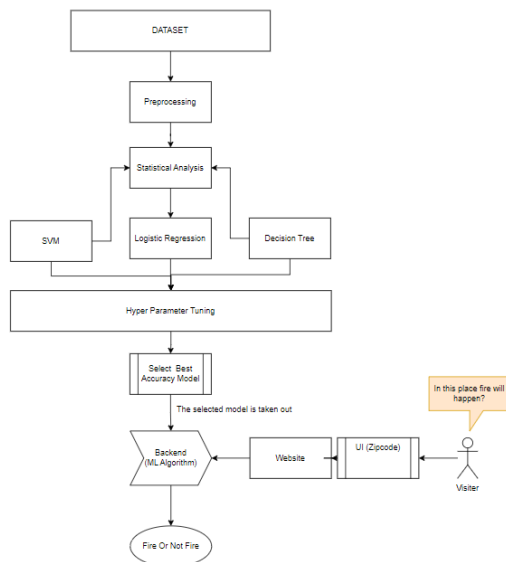 DATASET
Preprocessing
Statistical Analysis
SVM
Logistic Regression
Decision Tree
Hyper Parameter Tuning
Select Best
Accuracy Model
The selected model is taken out
In this place fire will
happen?
Backend
(ML Algorithm)
Website
UI (Zipcode)
Visiter
Fire Or Not Fire